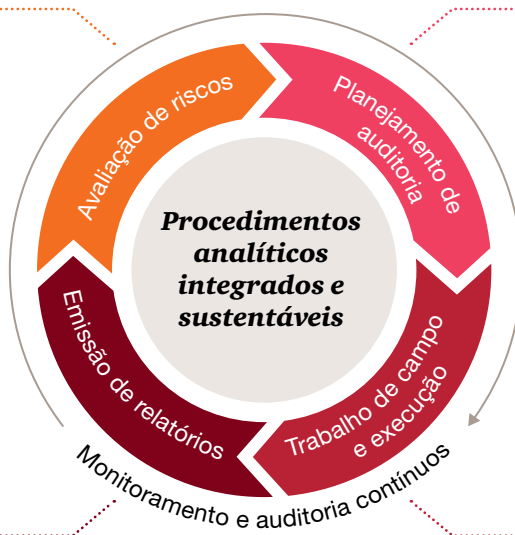 Avaliação de riscos
Planejamento de
auditoria
Procedimentos
analíticos
integrados e
sustentáveis
Emissão de relatórios
Trabalho de campo
e execução
Monitoramento e auditoria contínuos